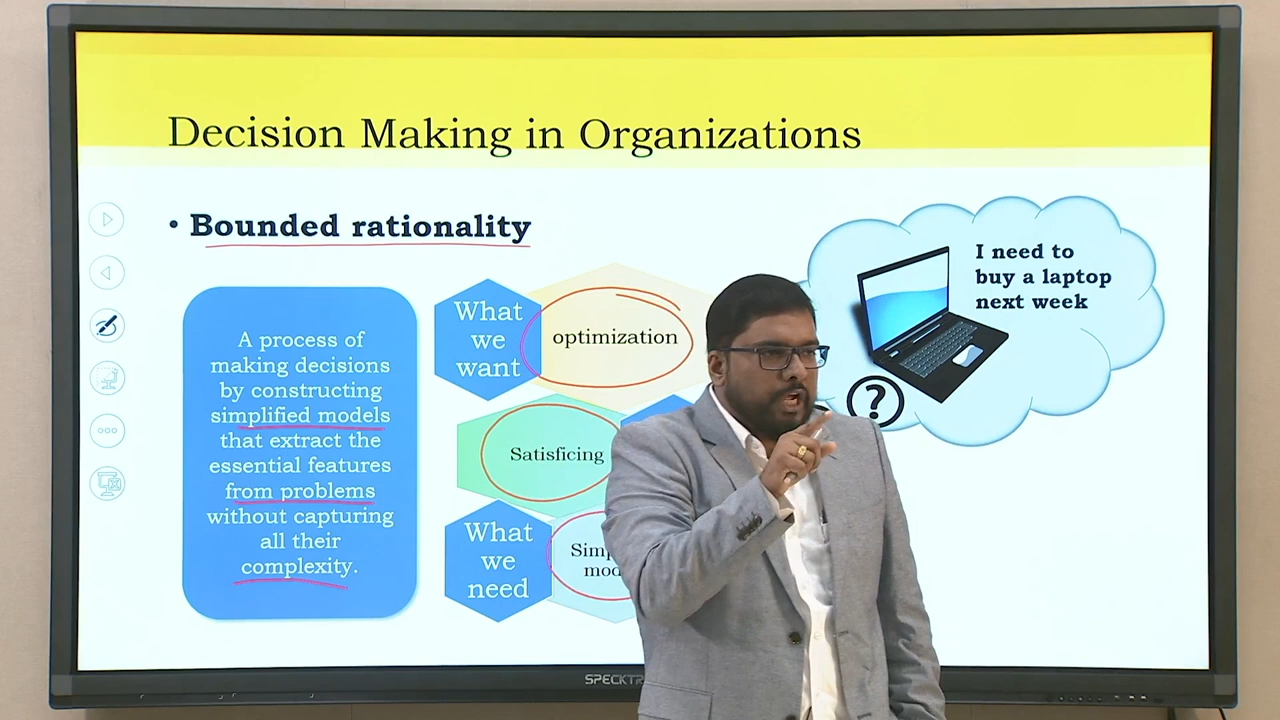 Decision Making in Organizations
• Bounded rationality
A process of
making decisions
by constructing
simplified models
that extract the
essential features
from problems
without capturing
all their
complexity.
What
we
want
optimization
Satisficing
What
we
need
I need to
buy a laptop
next week
?